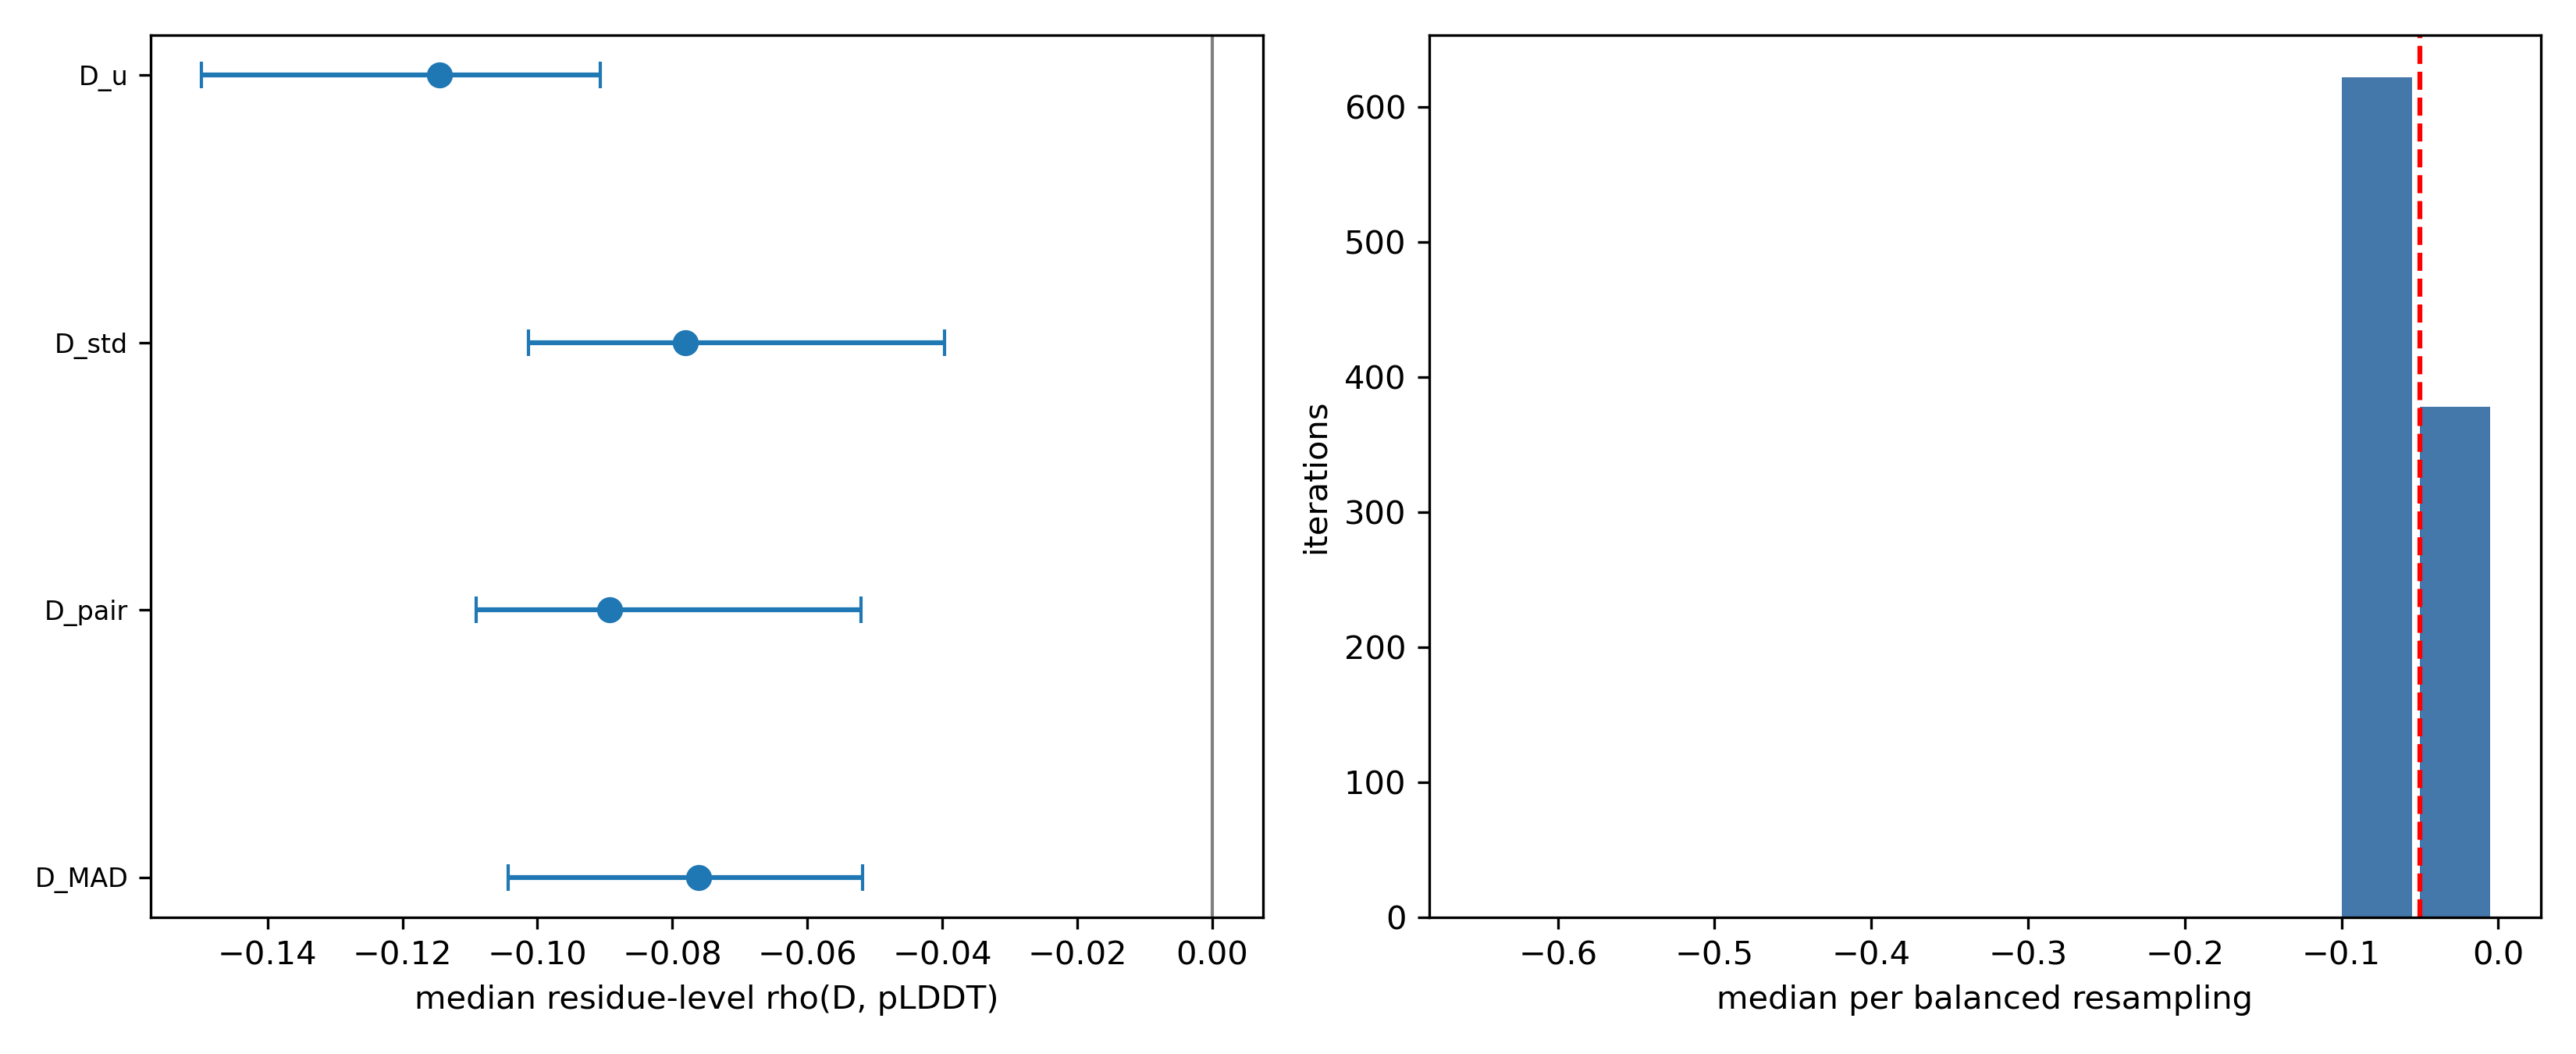 D_u
D_std
D_pair
D_MAD
−0.14 −0.12 −0.10 −0.08 −0.06 −0.04 −0.02 0.00
median residue-level rho(D, pLDDT)
600
500
400
300
200
100
0
iterations
−0.6 −0.5 −0.4 −0.3 −0.2 −0.1 0.0
median per balanced resampling